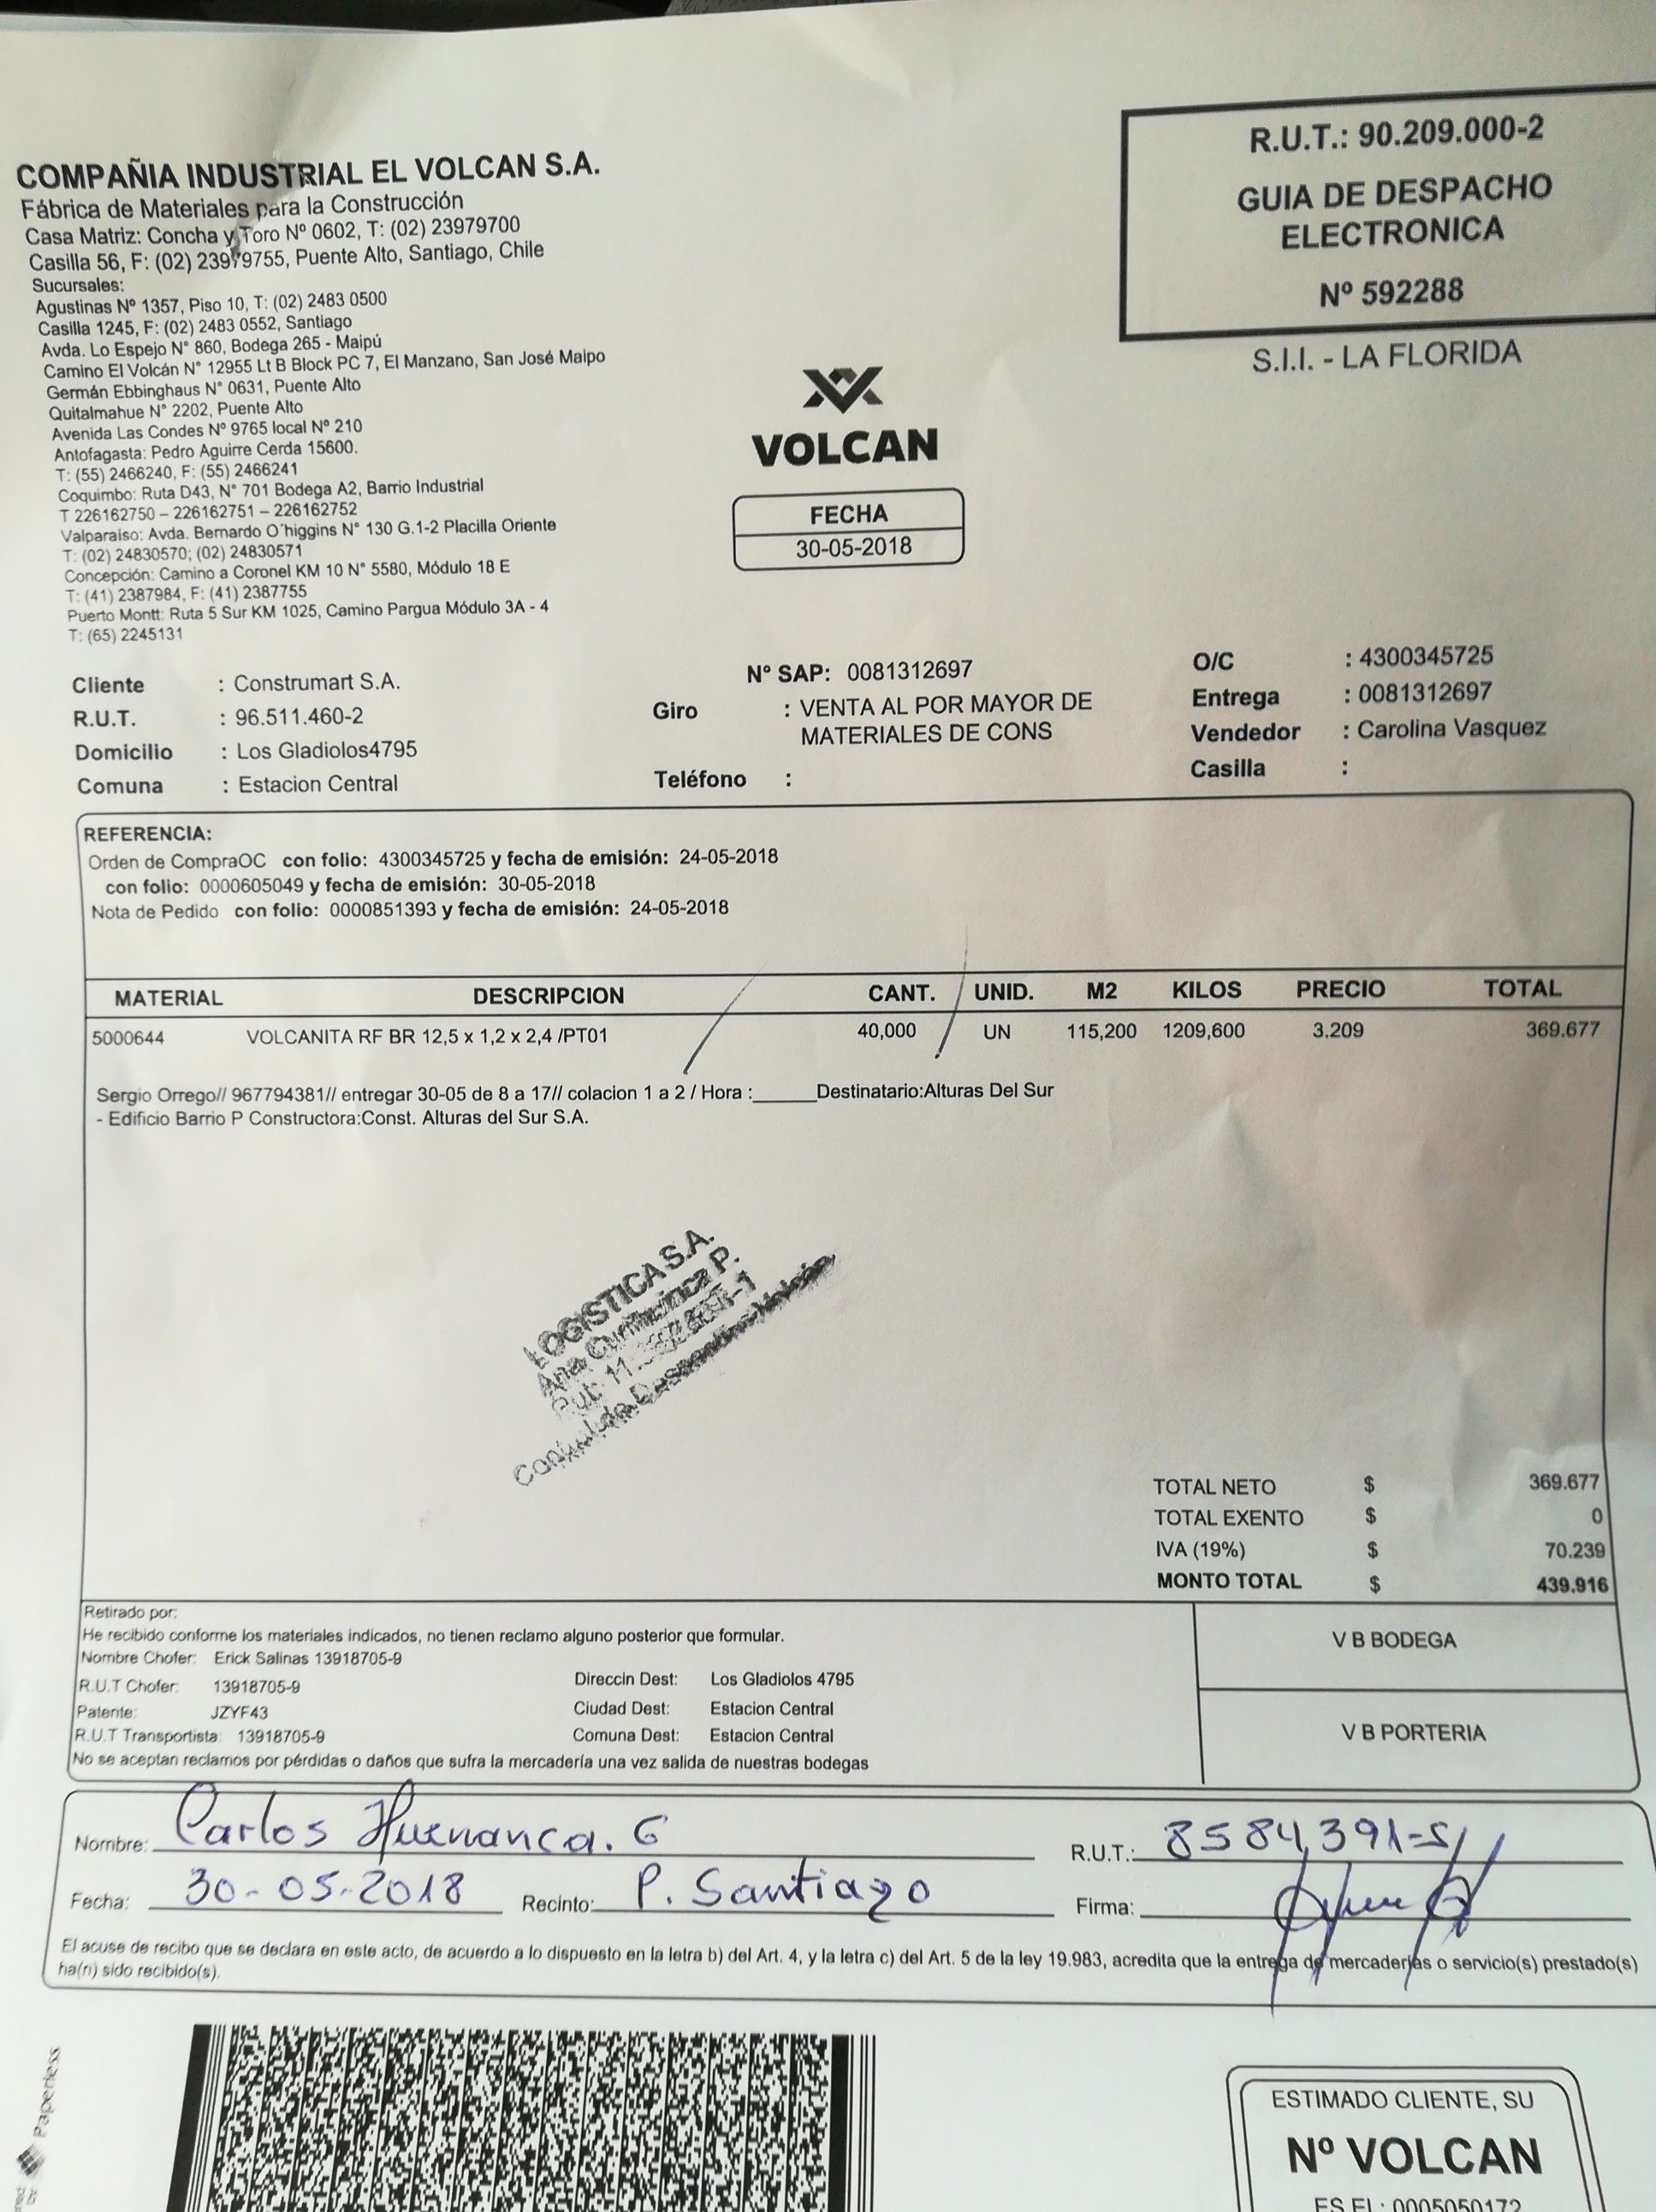 COMPAÑIA INDUSTRIAL EL VOLCAN S.A.
Fábrica de Materiales para la Construcción
Casa Matriz: Concha y Toro Nº 0602, T: (02) 23979700
Casilla 56, F: (02) 23979755, Puente Alto, Santiago, Chile
Sucursales:
Agustinas Nº 1357, Piso 10, T: (02) 2483 0500
Casilla 1245, F: (02) 2483 0552, Santiago
Avda. Lo Espejo N° 860, Bodega 265 - Maipú
Camino El Volcán N° 12955 Lt B Block PC 7, El Manzano, San José Maipo
Germán Ebbinghaus N° 0631, Puente Alto
Quitalmahue N° 2202, Puente Alto
Avenida Las Condes Nº 9765 local Nº 210
Antofagasta: Pedro Aguirre Cerda 15600.
T: (55) 2466240, F: (55) 2466241
Coquimbo: Ruta D43, N° 701 Bodega A2, Barrio Industrial
T 226162750 – 226162751 – 226162752
Valparaiso: Avda. Bernardo O´higgins N° 130 G.1-2 Placilla Oriente
T: (02) 24830570; (02) 24830571
Concepción: Camino a Coronel KM 10 N° 5580, Módulo 18 E
T: (41) 2387984, F: (41) 2387755
Puerto Montt: Ruta 5 Sur KM 1025, Camino Pargua Módulo 3A - 4
T: (65) 2245131
R.U.T.: 90.209.000-2
GUIA DE DESPACHO
ELECTRONICA
Nº 592288
S.I.I. - LA FLORIDA
VOLCAN
FECHA
30-05-2018
Cliente : Construmart S.A.
R.U.T. : 96.511.460-2
Domicilio : Los Gladiolos4795
Comuna : Estacion Central
Nº SAP: 0081312697
Giro : VENTA AL POR MAYOR DE
MATERIALES DE CONS
Teléfono :
O/C : 4300345725
Entrega : 0081312697
Vendedor : Carolina Vasquez
Casilla :
REFERENCIA:
Orden de CompraOC con folio: 4300345725 y fecha de emisión: 24-05-2018
con folio: 0000605049 y fecha de emisión: 30-05-2018
Nota de Pedido con folio: 0000851393 y fecha de emisión: 24-05-2018
MATERIAL DESCRIPCION CANT. UNID. M2 KILOS PRECIO TOTAL
5000644 VOLCANITA RF BR 12,5 x 1,2 x 2,4 /PT01 40,000 UN 115,200 1209,600 3.209 369.677
Sergio Orrego// 967794381// entregar 30-05 de 8 a 17// colacion 1 a 2 / Hora :______Destinatario:Alturas Del Sur
- Edificio Barrio P Constructora:Const. Alturas del Sur S.A.
LOGISTICA S.A.
Ana P.
Rut: 11.
Control de
TOTAL NETO $ 369.677
TOTAL EXENTO $ 0
IVA (19%) $ 70.239
MONTO TOTAL $ 439.916
Retirado por:
He recibido conforme los materiales indicados, no tienen reclamo alguno posterior que formular.
Nombre Chofer: Erick Salinas 13918705-9
R.U.T Chofer: 13918705-9
Patente: JZYF43
R.U.T Transportista: 13918705-9
Direccin Dest: Los Gladiolos 4795
Ciudad Dest: Estacion Central
Comuna Dest: Estacion Central
No se aceptan reclamos por pérdidas o daños que sufra la mercadería una vez salida de nuestras bodegas
V B BODEGA
V B PORTERIA
Nombre: Carlos Huenanca. G
R.U.T.: 8584391-5
Fecha: 30-05-2018 Recinto: P. Santiago Firma:
El acuse de recibo que se declara en este acto, de acuerdo a lo dispuesto en la letra b) del Art. 4, y la letra c) del Art. 5 de la ley 19.983, acredita que la entrega de mercaderías o servicio(s) prestado(s)
ha(n) sido recibido(s).
Paperless
ESTIMADO CLIENTE, SU
Nº VOLCAN
ES EL: 0005050172